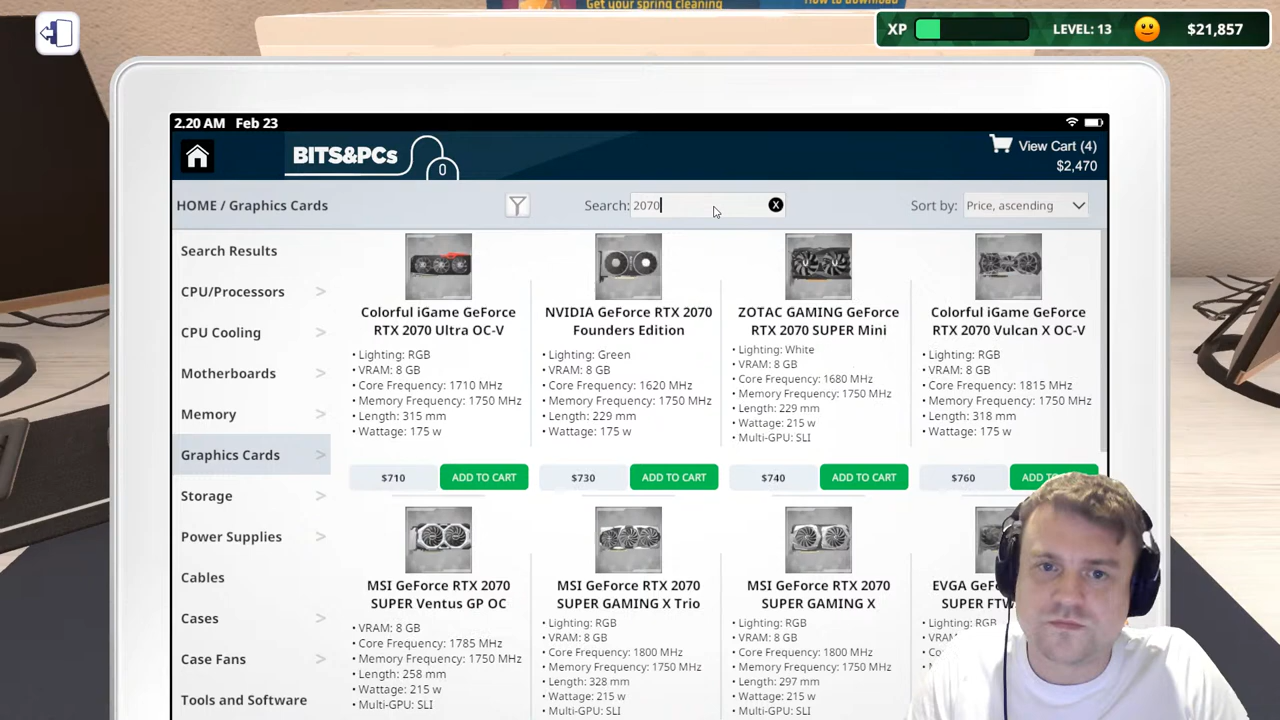 Get your spring cleaning
How to download
XP
LEVEL: 13
$21,857
2.20 AM Feb 23
BITS&PCs
0
View Cart (4)
$2,470
HOME / Graphics Cards
Search: 2070
X
Sort by: Price, ascending
Search Results
CPU/Processors >
CPU Cooling >
Motherboards >
Memory >
Graphics Cards >
Storage >
Power Supplies >
Cables
Cases >
Case Fans >
Tools and Software
Colorful iGame GeForce
RTX 2070 Ultra OC-V
• Lighting: RGB
• VRAM: 8 GB
• Core Frequency: 1710 MHz
• Memory Frequency: 1750 MHz
• Length: 315 mm
• Wattage: 175 w
$710 ADD TO CART
NVIDIA GeForce RTX 2070
Founders Edition
• Lighting: Green
• VRAM: 8 GB
• Core Frequency: 1620 MHz
• Memory Frequency: 1750 MHz
• Length: 229 mm
• Wattage: 175 w
$730 ADD TO CART
ZOTAC GAMING GeForce
RTX 2070 SUPER Mini
• Lighting: White
• VRAM: 8 GB
• Core Frequency: 1680 MHz
• Memory Frequency: 1750 MHz
• Length: 229 mm
• Wattage: 215 w
• Multi-GPU: SLI
$740 ADD TO CART
Colorful iGame GeForce
RTX 2070 Vulcan X OC-V
• Lighting: RGB
• VRAM: 8 GB
• Core Frequency: 1815 MHz
• Memory Frequency: 1750 MHz
• Length: 318 mm
• Wattage: 175 w
$760 ADD TO
MSI GeForce RTX 2070
SUPER Ventus GP OC
• VRAM: 8 GB
• Core Frequency: 1785 MHz
• Memory Frequency: 1750 MHz
• Length: 258 mm
• Wattage: 215 w
• Multi-GPU: SLI
MSI GeForce RTX 2070
SUPER GAMING X Trio
• Lighting: RGB
• VRAM: 8 GB
• Core Frequency: 1800 MHz
• Memory Frequency: 1750 MHz
• Length: 328 mm
• Wattage: 215 w
• Multi-GPU: SLI
MSI GeForce RTX 2070
SUPER GAMING X
• Lighting: RGB
• VRAM: 8 GB
• Core Frequency: 1800 MHz
• Memory Frequency: 1750 MHz
• Length: 297 mm
• Wattage: 215 w
• Multi-GPU: SLI
EVGA
SUPER
• Lighting: RGB
• Core